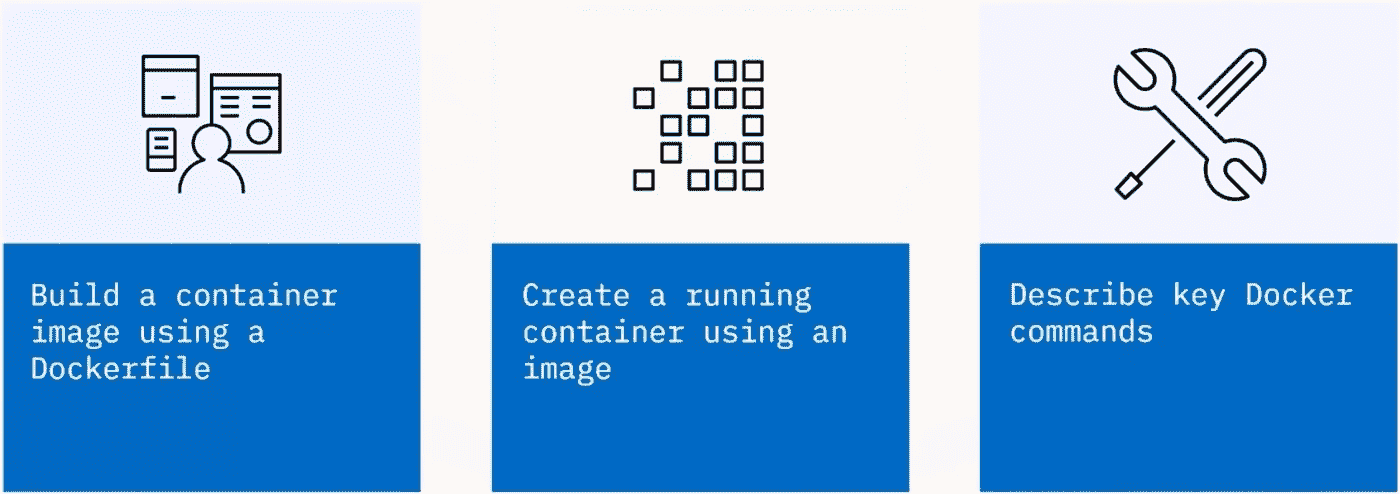 Build a container
image using a
Dockerfile
Create a running
container using an
image
Describe key Docker
commands